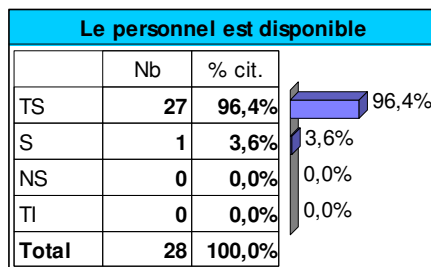 Le personnel est disponible
Nb % cit.
TS 27 96,4% 96,4%
S 1 3,6% 3,6%
NS 0 0,0% 0,0%
TI 0 0,0% 0,0%
Total 28 100,0%